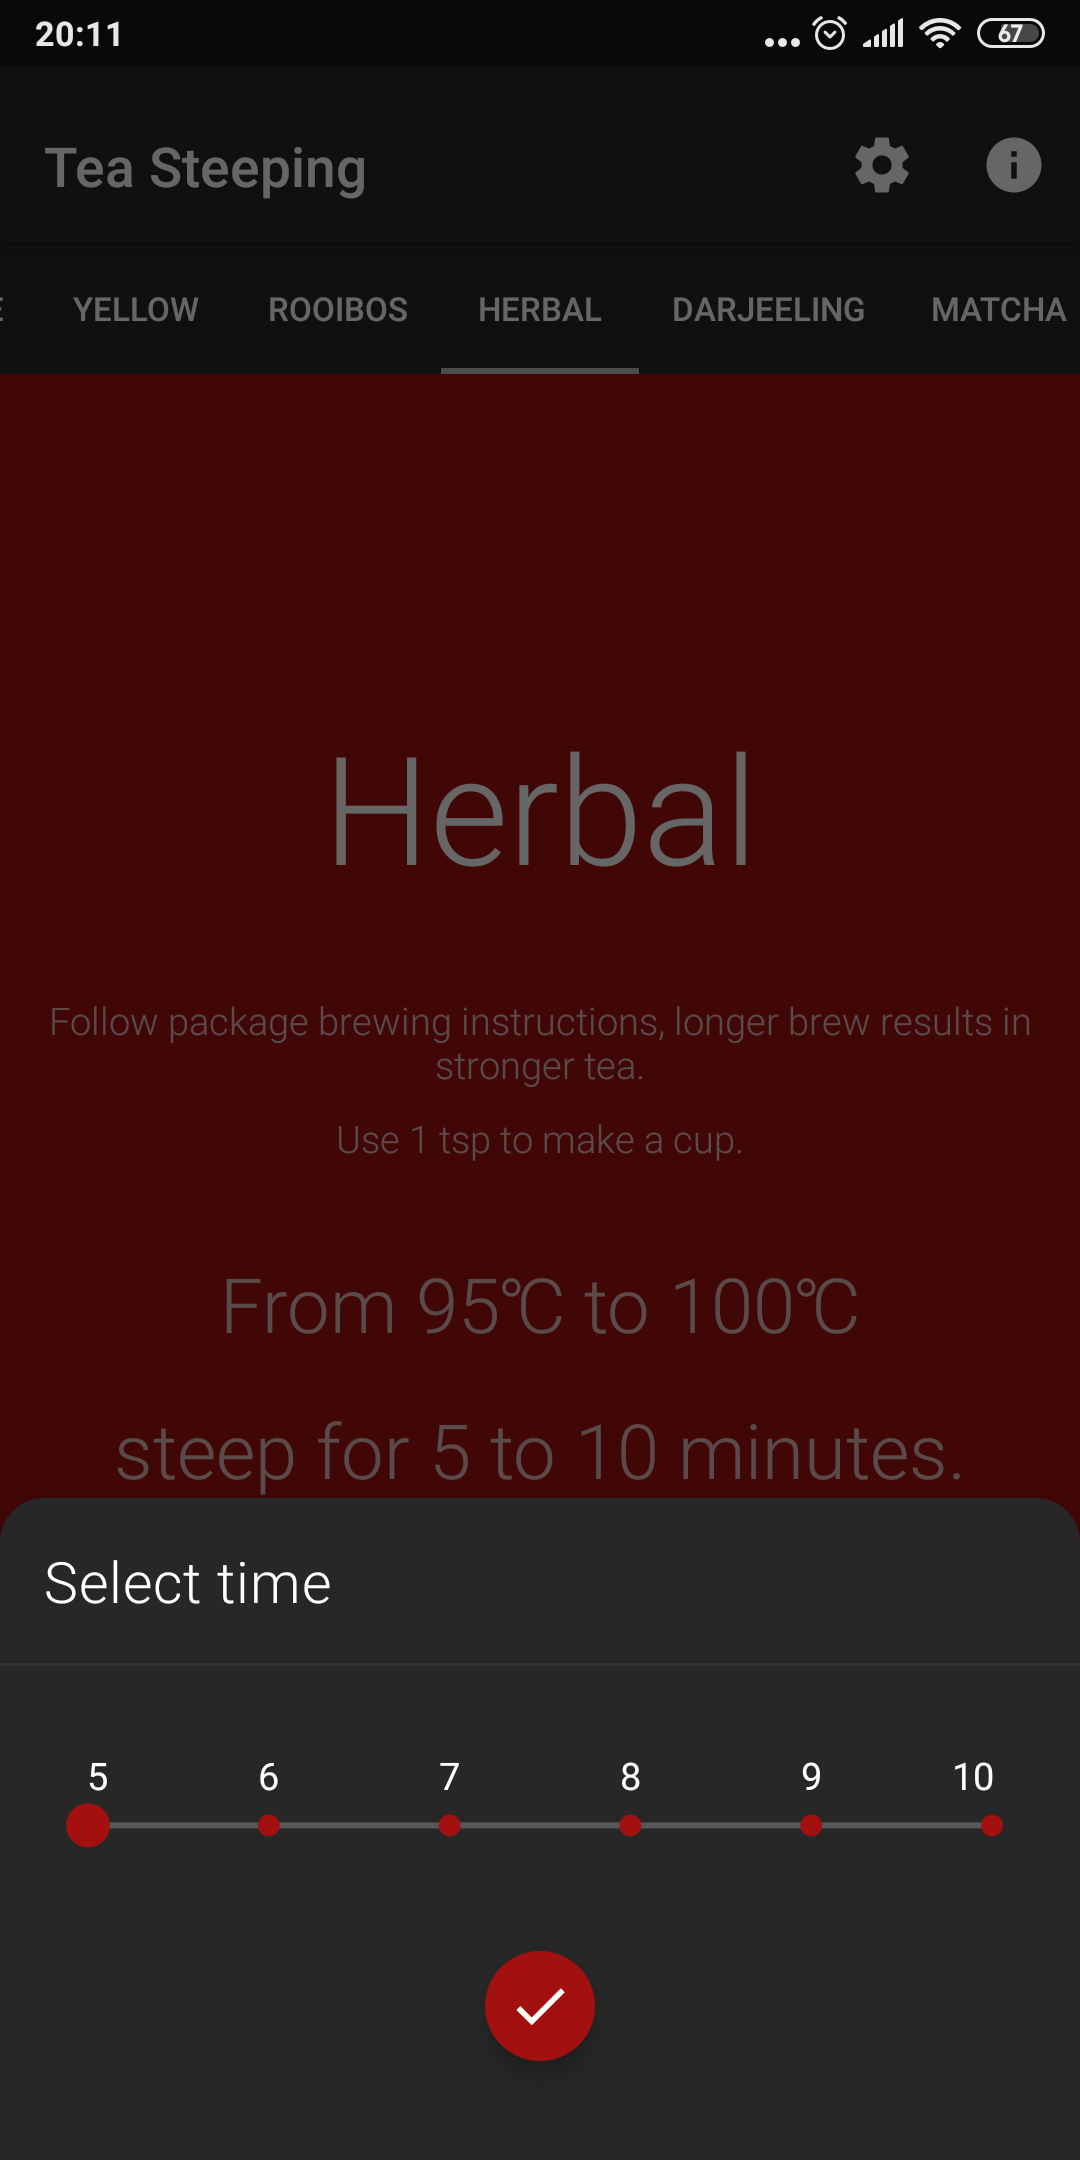 20:11
67
Tea Steeping
YELLOW ROOIBOS HERBAL DARJEELING MATCHA
Herbal
Follow package brewing instructions, longer brew results in
stronger tea.
Use 1 tsp to make a cup.
From 95°C to 100°C
steep for 5 to 10 minutes.
Select time
5 6 7 8 9 10